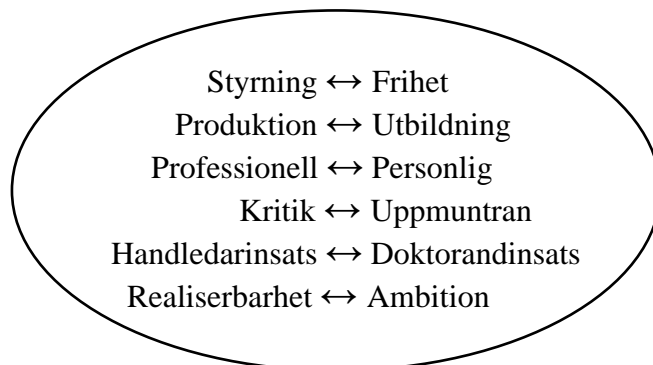 Styrning ↔ Frihet
Produktion ↔ Utbildning
Professionell ↔ Personlig
Kritik ↔ Uppmuntran
Handledarinsats ↔ Doktorandinsats
Realiserbarhet ↔ Ambition